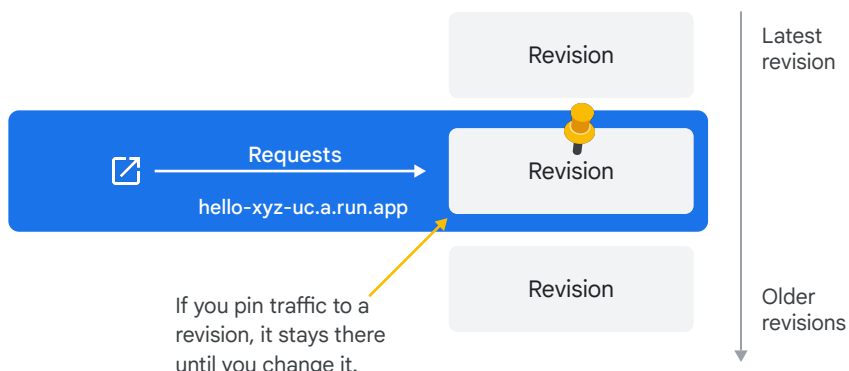 Revision
Latest
revision
Requests
Revision
hello-xyz-uc.a.run.app
Revision
If you pin traffic to a
revision, it stays there
until you change it.
Older
revisions